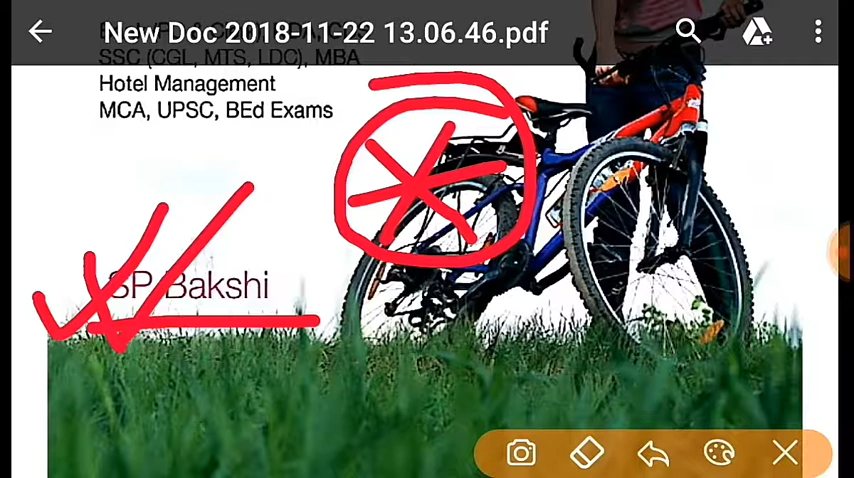 New Doc 2018-11-22 13.06.46.pdf
SSC (CGL, MTS, LDC), MBA
Hotel Management
MCA, UPSC, BEd Exams
SP Bakshi